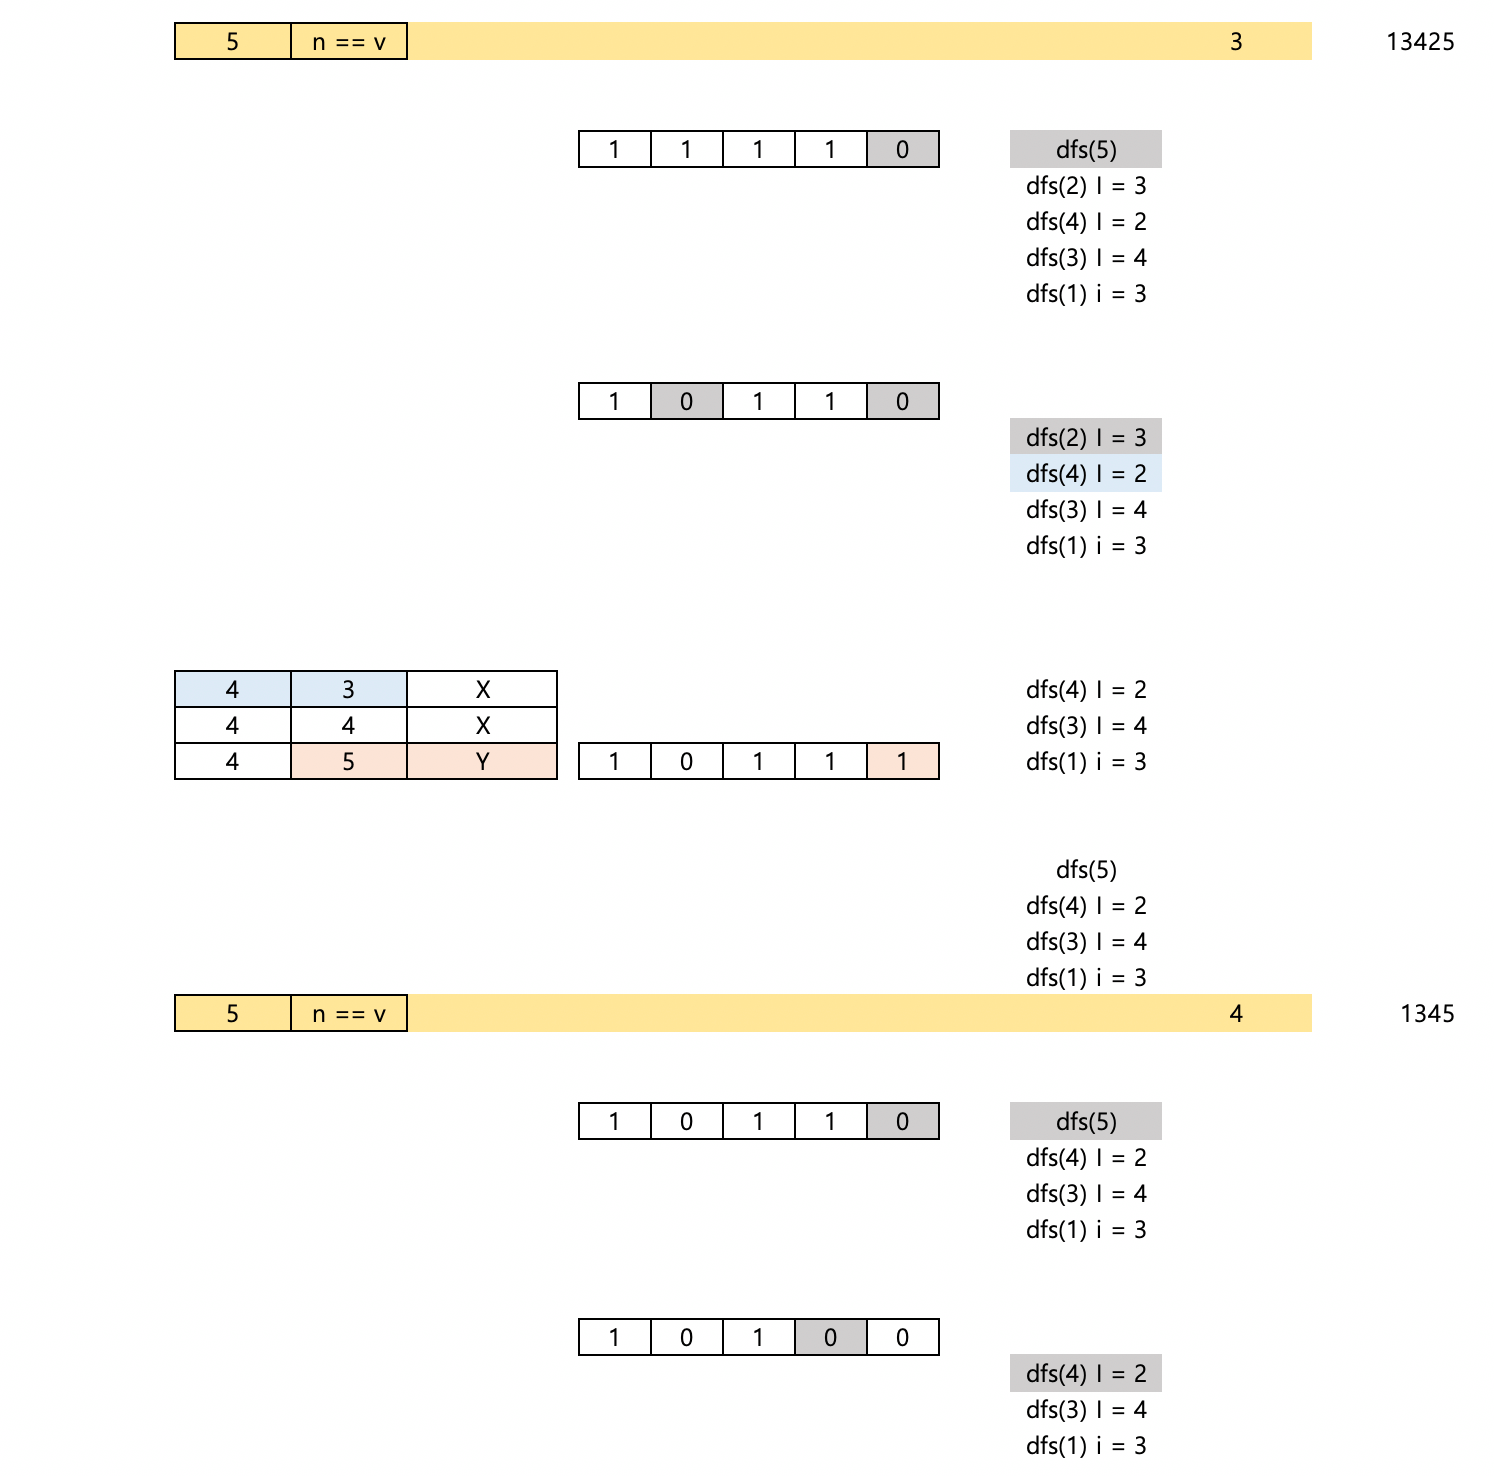 5 n == v 3 13425
1 1 1 1 0 dfs(5)
dfs(2) I = 3
dfs(4) I = 2
dfs(3) I = 4
dfs(1) i = 3
1 0 1 1 0
dfs(2) I = 3
dfs(4) I = 2
dfs(3) I = 4
dfs(1) i = 3
4 3 X dfs(4) I = 2
4 4 X dfs(3) I = 4
4 5 Y 1 0 1 1 1 dfs(1) i = 3
dfs(5)
dfs(4) I = 2
dfs(3) I = 4
dfs(1) i = 3
5 n == v 4 1345
1 0 1 1 0 dfs(5)
dfs(4) I = 2
dfs(3) I = 4
dfs(1) i = 3
1 0 1 0 0
dfs(4) I = 2
dfs(3) I = 4
dfs(1) i = 3